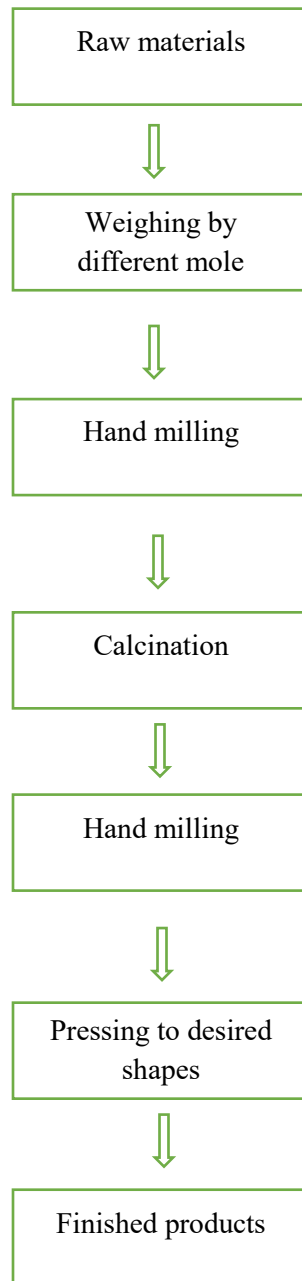 Raw materials
Weighing by
different mole
Hand milling
Calcination
Hand milling
Pressing to desired
shapes
Finished products